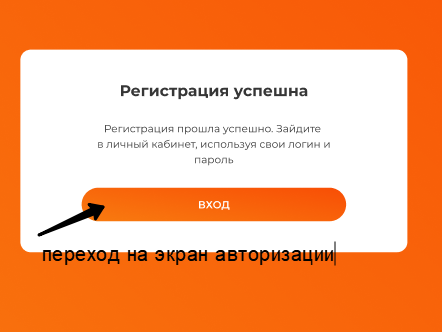 Регистрация успешна
Регистрация прошла успешно. Зайдите
в личный кабинет, используя свои логин и
пароль
ВХОД
переход на экран авторизации